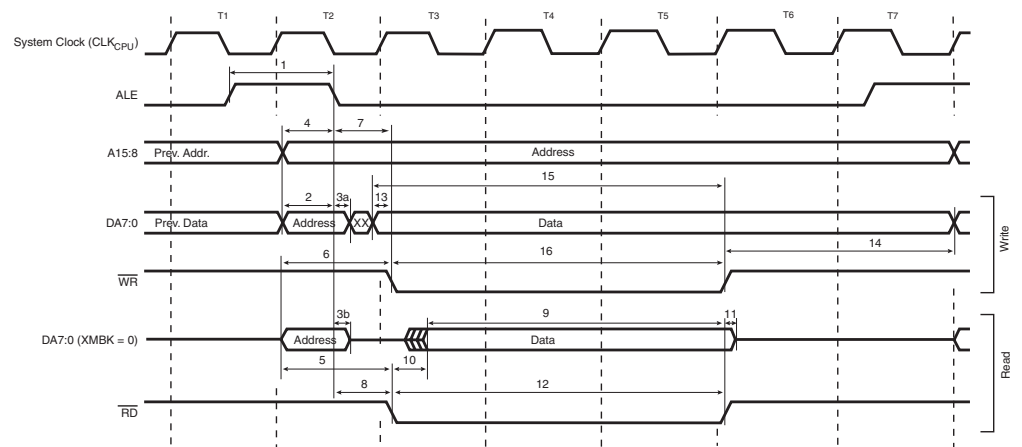 T1 T2 T3 T4 T5 T6 T7
System Clock (CLKCPU)
1
ALE
4 7
A15:8 Prev. Addr. Address
15
2 3a 13
DA7:0 Prev. Data Address XX Data
14
6 16
WR
Write
3b 9 11
DA7:0 (XMBK = 0) Address Data
5 10
8 12
RD
Read